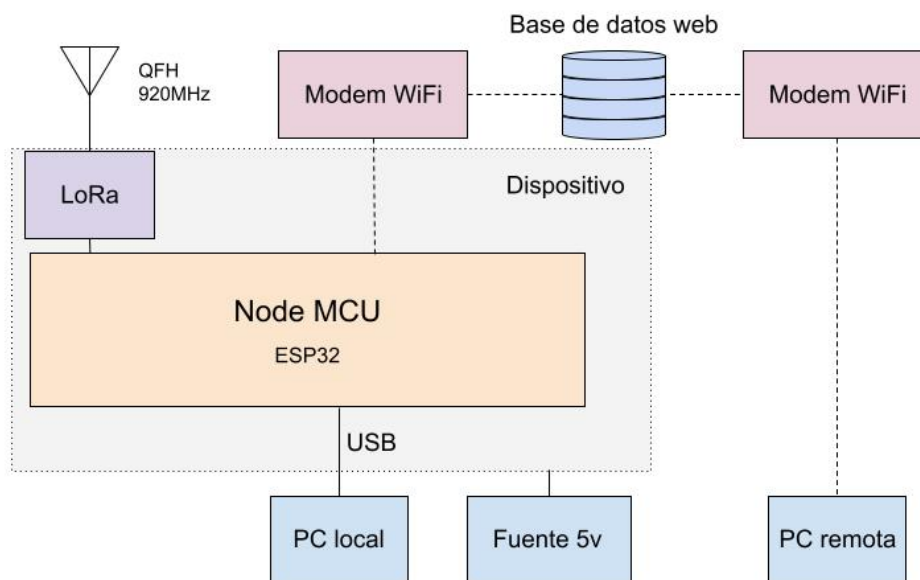 Base de datos web
QFH
920MHz
Modem WiFi
Modem WiFi
LoRa
Dispositivo
Node MCU
ESP32
USB
PC local
Fuente 5v
PC remota